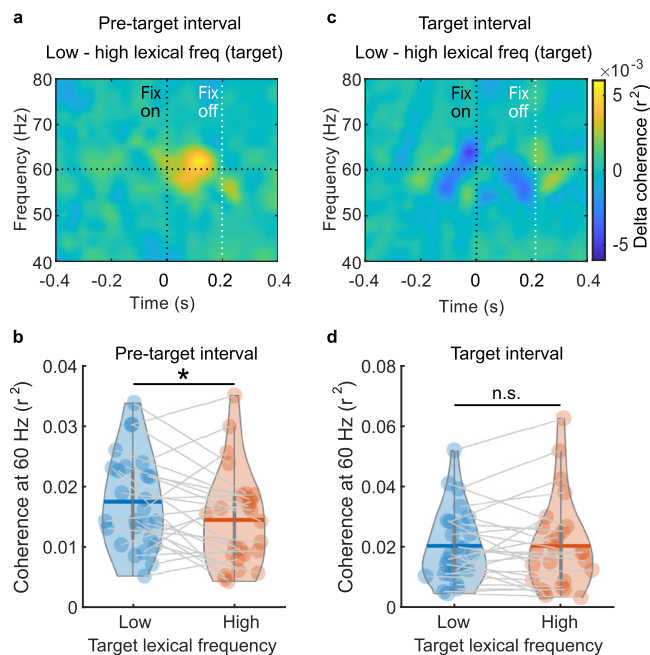 a
Pre-target interval
Low - high lexical freq (target)
80
70
60
50
40
Frequency (Hz)
Fix
on
Fix
off
-0.4
-0.2
0
0.2
0.4
Time (s)
c
Target interval
Low - high lexical freq (target)
80
70
60
50
40
Frequency (Hz)
Fix
on
Fix
off
-0.4
-0.2
0
0.2
0.4
Time (s)
×10⁻³
5
0
-5
Delta coherence (r²)
b
Pre-target interval
*
0.04
0.03
0.02
0.01
0
Coherence at 60 Hz (r²)
Low
High
Target lexical frequency
d
Target interval
n.s.
0.08
0.06
0.04
0.02
0
Coherence at 60 Hz (r²)
Low
High
Target lexical frequency